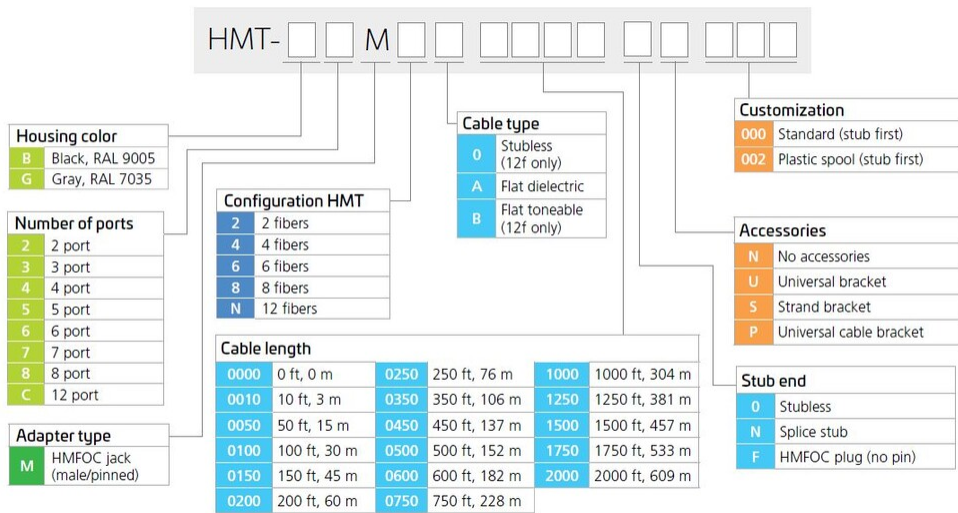 HMT- M
Housing color
B Black, RAL 9005
G Gray, RAL 7035
Number of ports
2 2 port
3 3 port
4 4 port
5 5 port
6 6 port
7 7 port
8 8 port
C 12 port
Adapter type
M HMFOC jack
(male/pinned)
Configuration HMT
2 2 fibers
4 4 fibers
6 6 fibers
8 8 fibers
N 12 fibers
Cable type
0 Stubless
(12f only)
A Flat dielectric
B Flat toneable
(12f only)
Cable length
0000 0 ft, 0 m 0250 250 ft, 76 m 1000 1000 ft, 304 m
0010 10 ft, 3 m 0350 350 ft, 106 m 1250 1250 ft, 381 m
0050 50 ft, 15 m 0450 450 ft, 137 m 1500 1500 ft, 457 m
0100 100 ft, 30 m 0500 500 ft, 152 m 1750 1750 ft, 533 m
0150 150 ft, 45 m 0600 600 ft, 182 m 2000 2000 ft, 609 m
0200 200 ft, 60 m 0750 750 ft, 228 m
Customization
000 Standard (stub first)
002 Plastic spool (stub first)
Accessories
N No accessories
U Universal bracket
S Strand bracket
P Universal cable bracket
Stub end
0 Stubless
N Splice stub
F HMFOC plug (no pin)